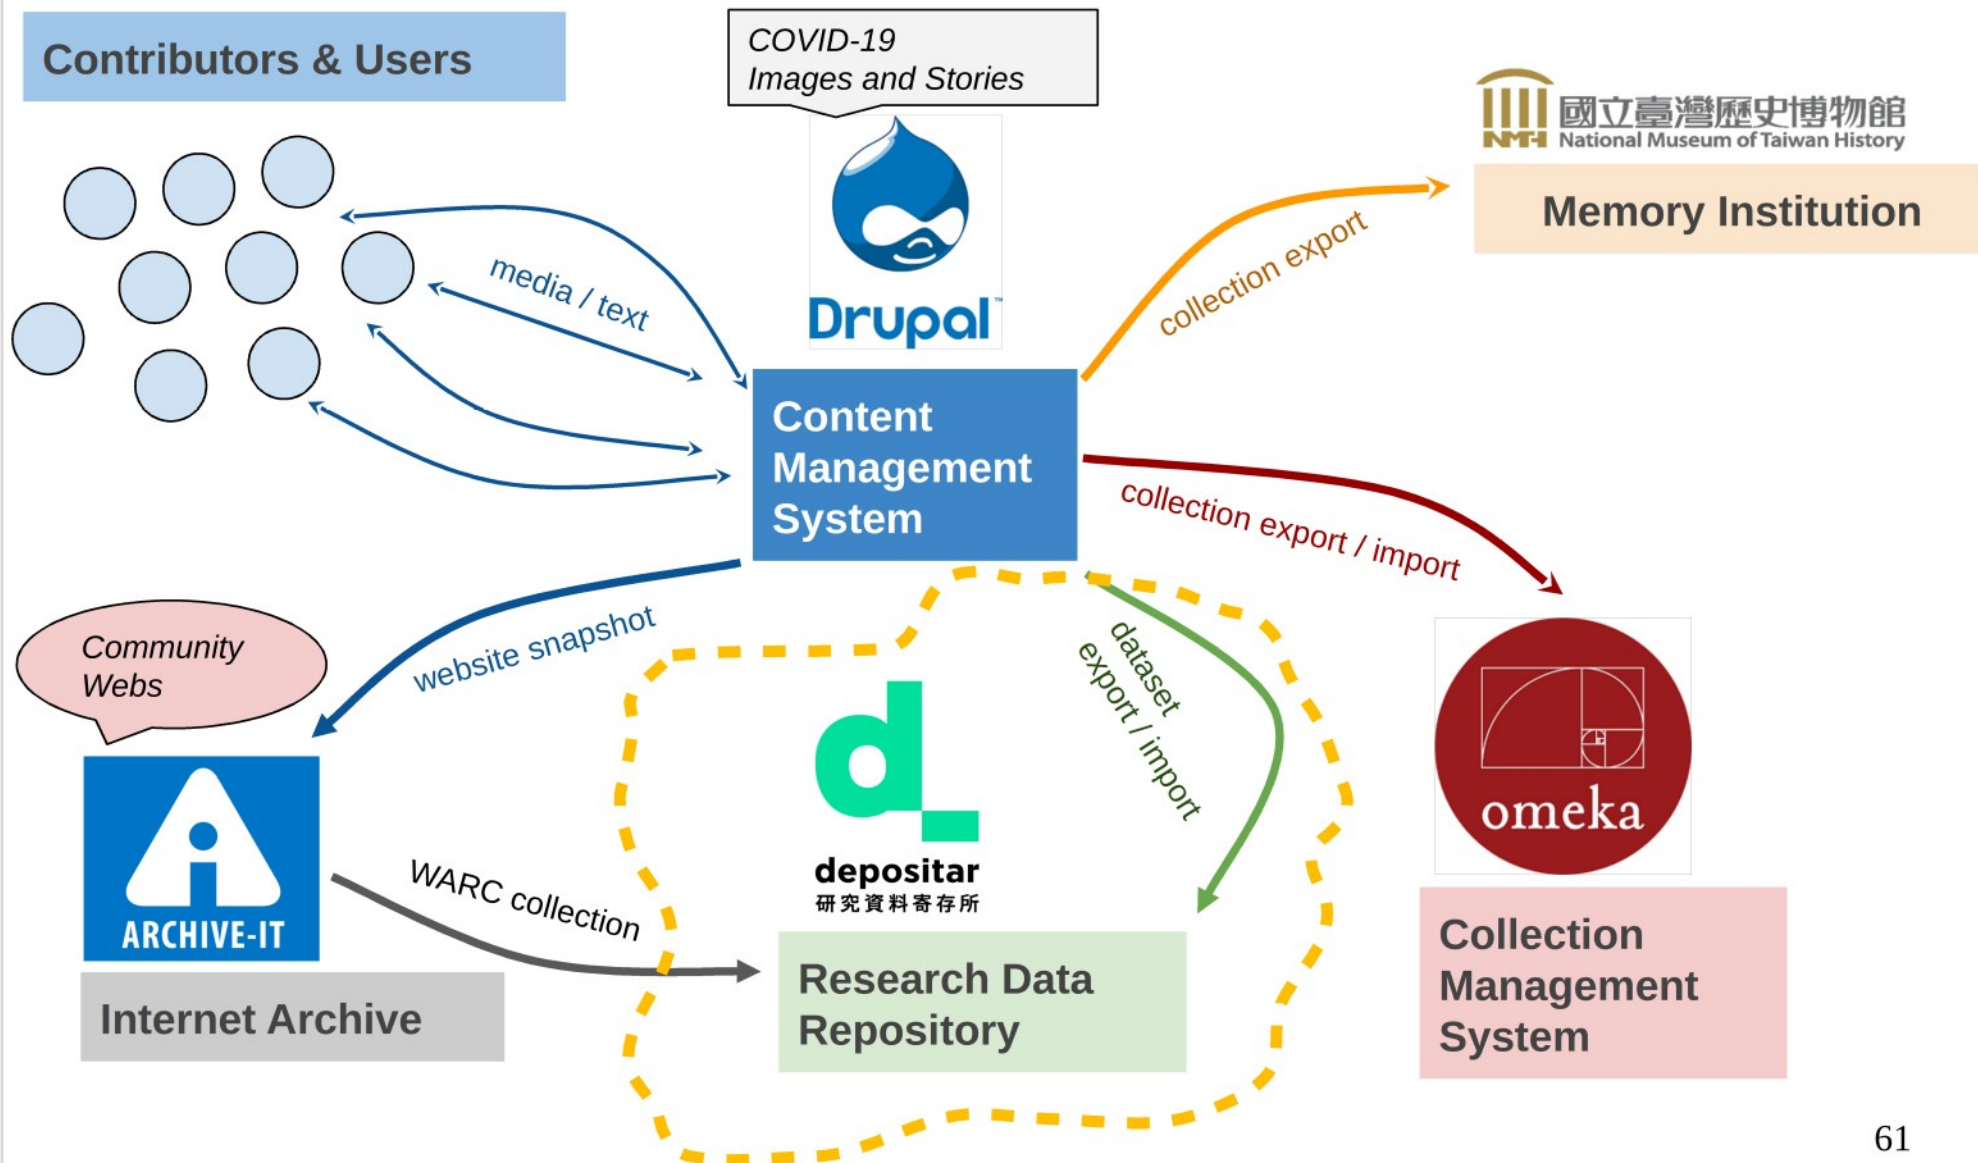 Contributors & Users
COVID-19
Images and Stories
Drupal™
NMTH
國立臺灣歷史博物館
National Museum of Taiwan History
Memory Institution
media / text
collection export
Content
Management
System
collection export / import
website snapshot
dataset
export / import
Community
Webs
ARCHIVE-IT
Internet Archive
WARC collection
depositar
研究資料寄存所
Research Data
Repository
omeka
Collection
Management
System
61